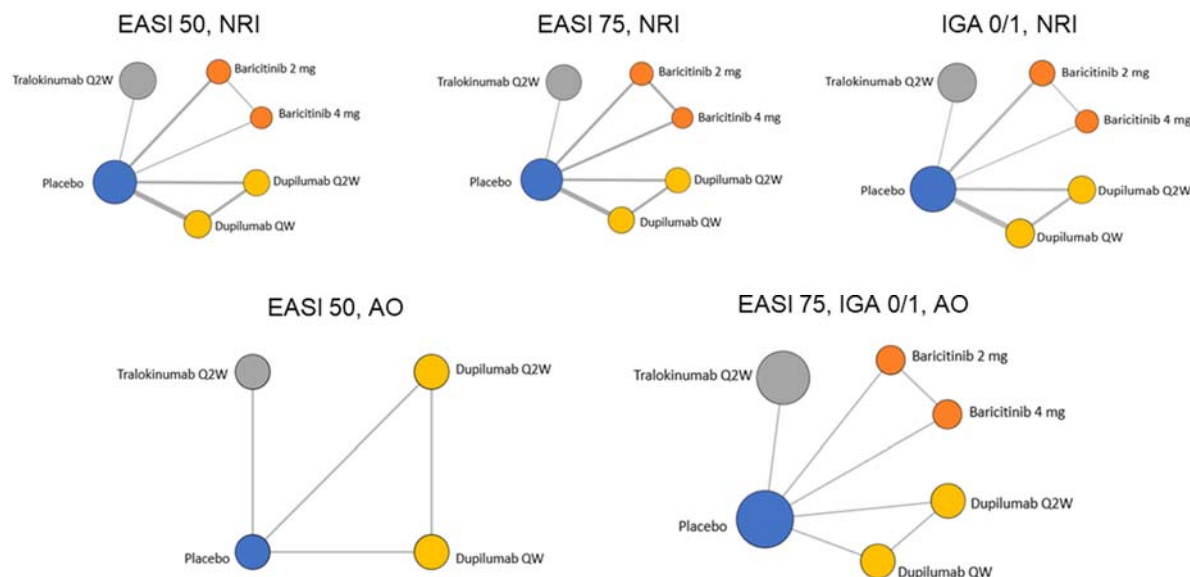 EASI 50, NRI
Tralokinumab Q2W
Baricitinib 2 mg
Baricitinib 4 mg
Placebo
Dupilumab Q2W
Dupilumab QW
EASI 75, NRI
Tralokinumab Q2W
Baricitinib 2 mg
Baricitinib 4 mg
Placebo
Dupilumab Q2W
Dupilumab QW
IGA 0/1, NRI
Tralokinumab Q2W
Baricitinib 2 mg
Baricitinib 4 mg
Placebo
Dupilumab Q2W
Dupilumab QW
EASI 50, AO
Tralokinumab Q2W
Dupilumab Q2W
Placebo
Dupilumab QW
EASI 75, IGA 0/1, AO
Tralokinumab Q2W
Baricitinib 2 mg
Baricitinib 4 mg
Placebo
Dupilumab Q2W
Dupilumab QW